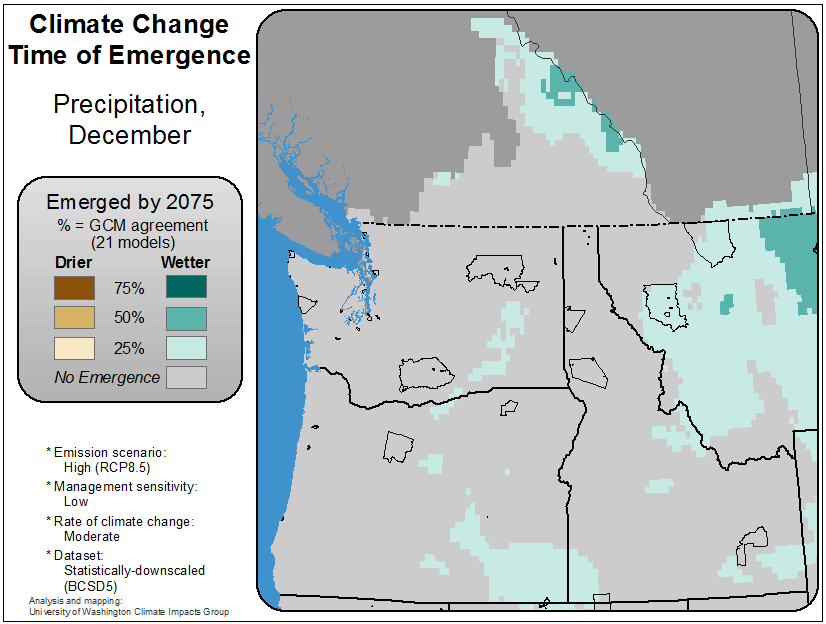 Climate Change
Time of Emergence
Precipitation,
December
Emerged by 2075
% = GCM agreement
(21 models)
Drier Wetter
75%
50%
25%
No Emergence
* Emission scenario:
High (RCP8.5)
* Management sensitivity:
Low
* Rate of climate change:
Moderate
* Dataset:
Statistically-downscaled
(BCSD5)
Analysis and mapping:
University of Washington Climate Impacts Group